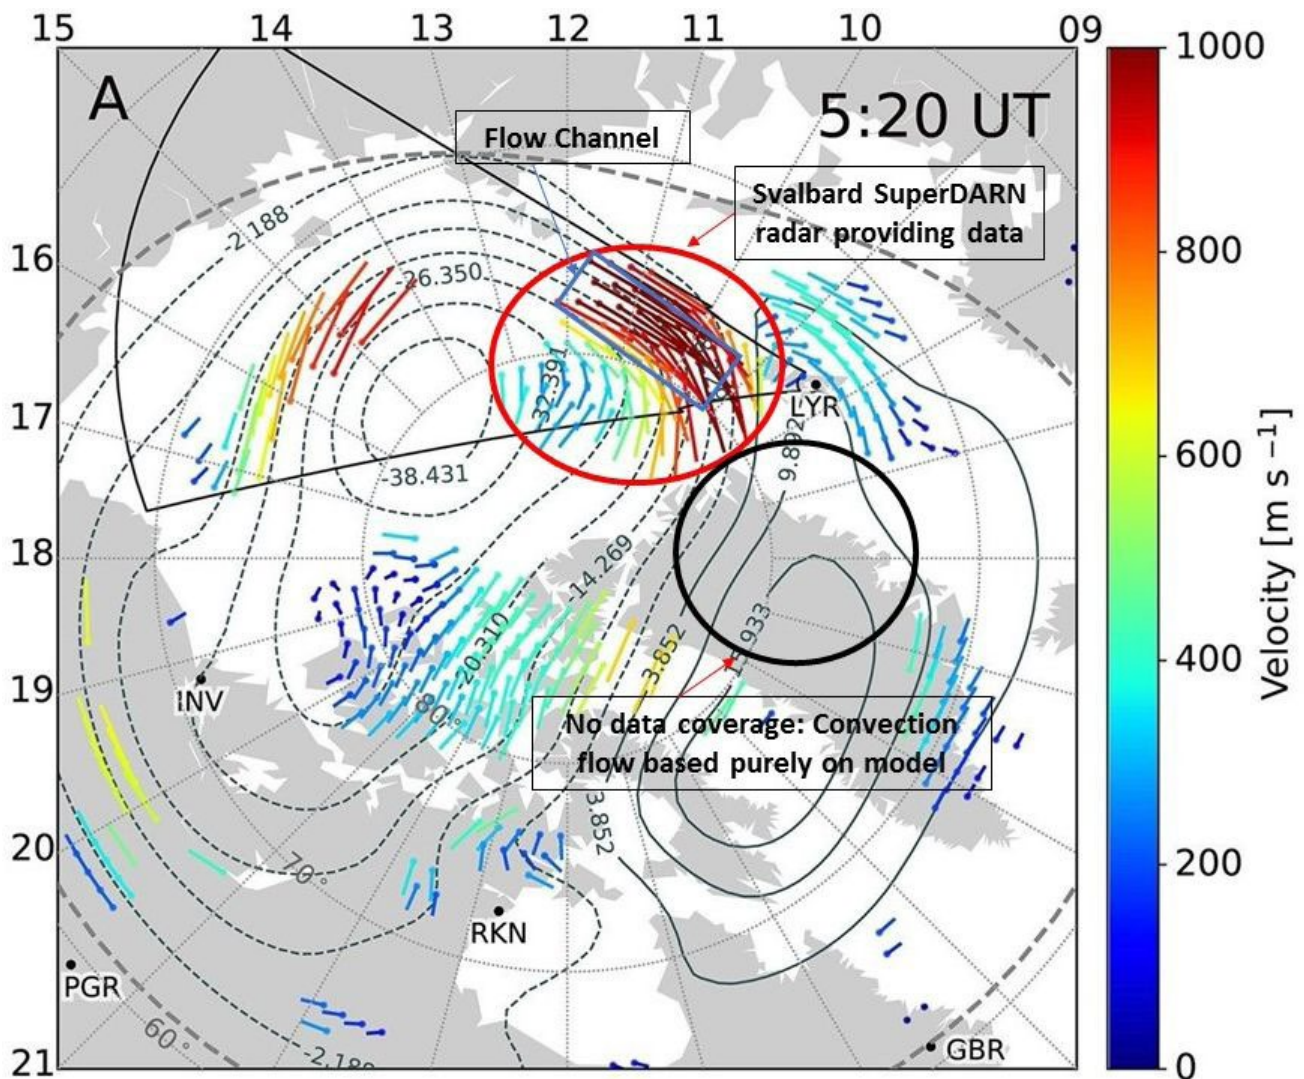 15 14 13 12 11 10 09
A
5:20 UT
Flow Channel
Svalbard SuperDARN
radar providing data
-2.188
-26.350
16
-32.391
17
LYR
9.892
-38.431
18
-14.269
-20.310
3.852
933
19
INV
80°
No data coverage: Convection
flow based purely on model
3.852
20
70°
RKN
PGR
60°
-2.188
GBR
21
1000
800
600
400
200
0
Velocity [m s⁻¹]